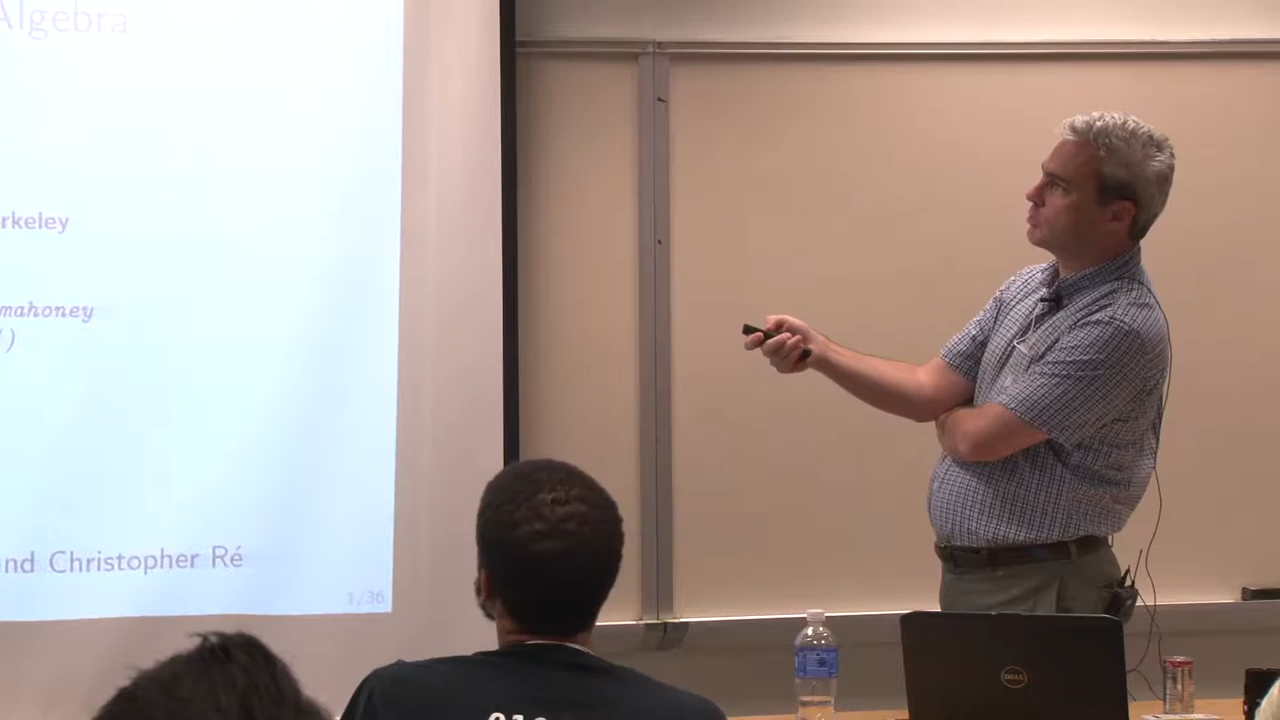 Algebra
rkeley
mahoney
/)
nd Christopher Ré
1/36
DELL